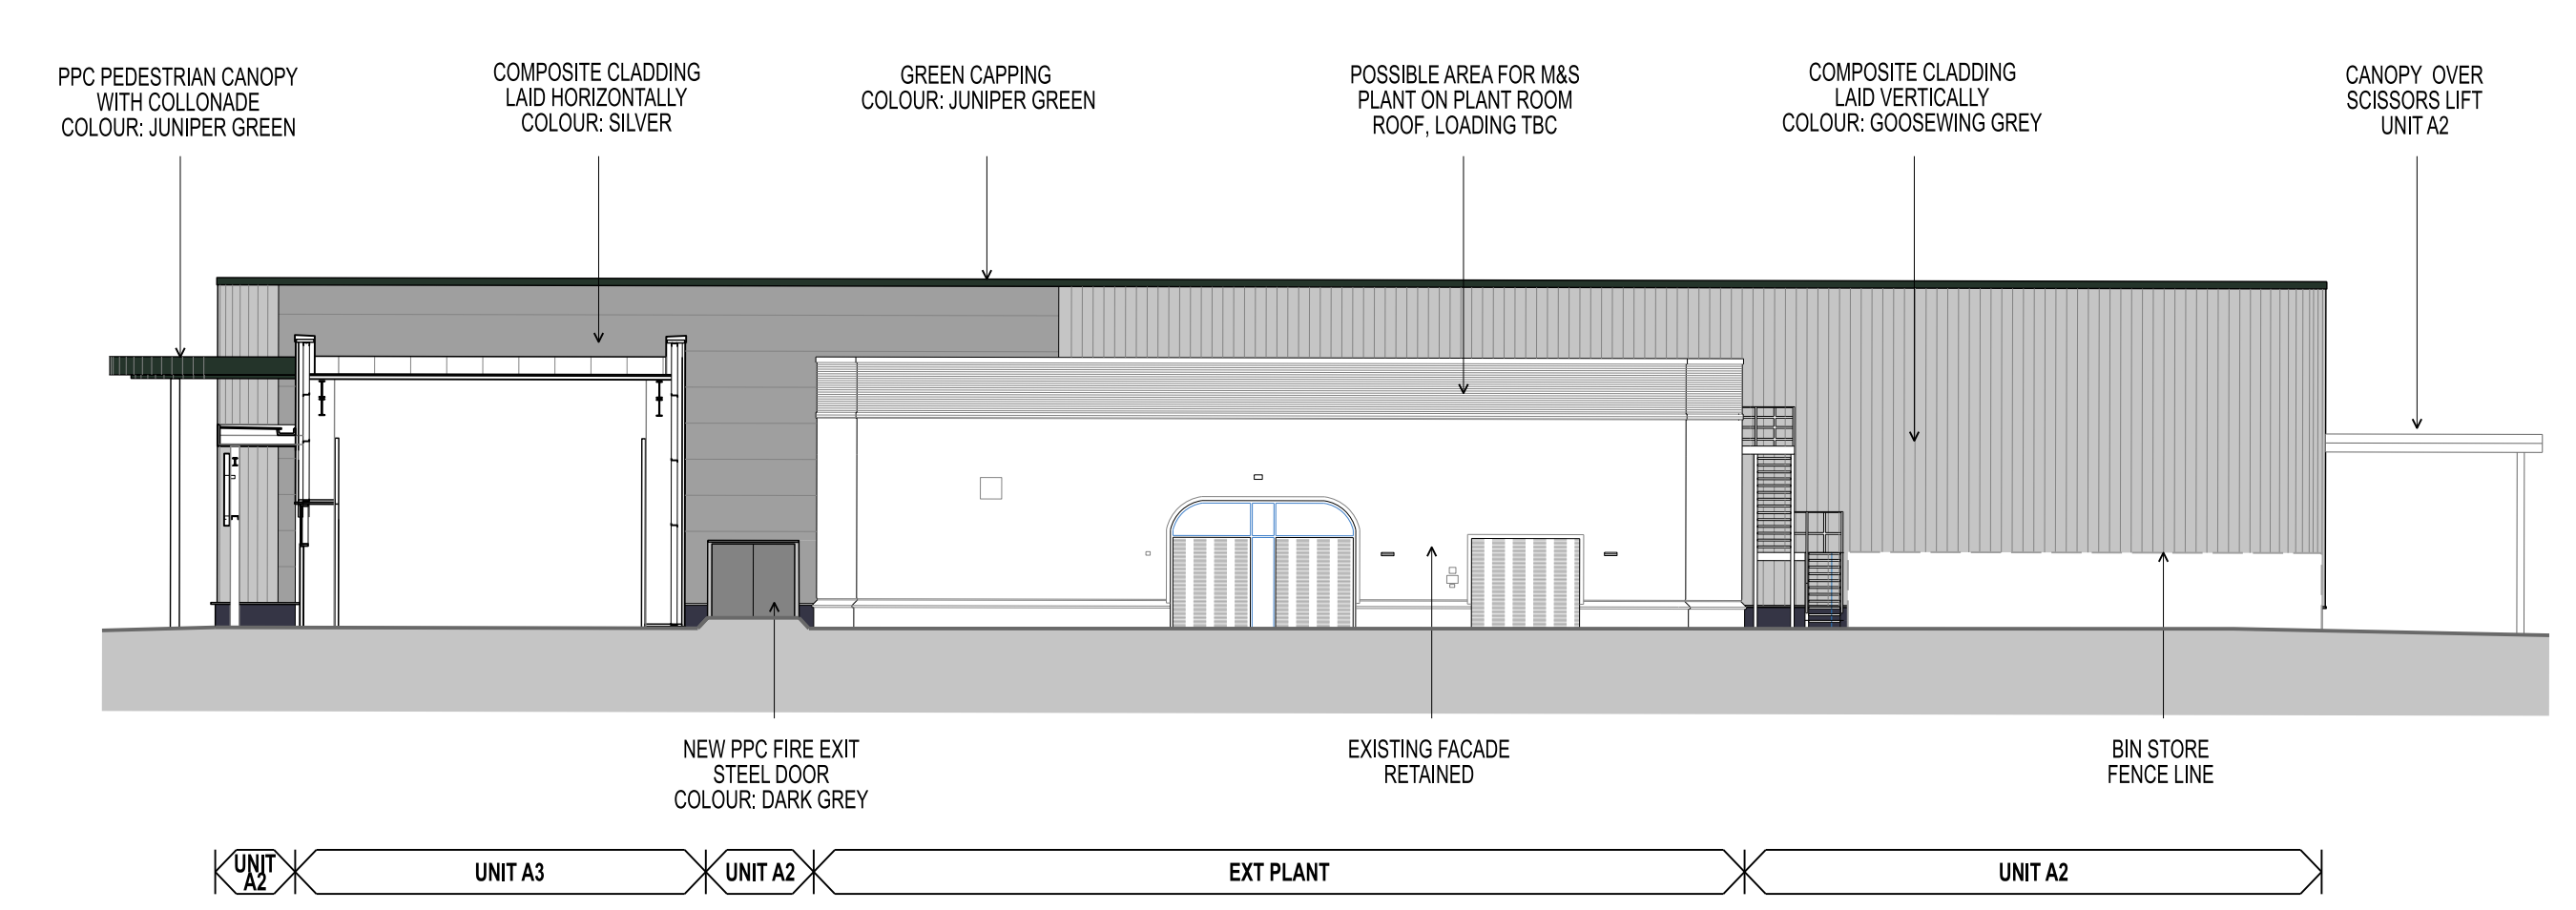 PPC PEDESTRIAN CANOPY
WITH COLLONADE
COLOUR: JUNIPER GREEN
COMPOSITE CLADDING
LAID HORIZONTALLY
COLOUR: SILVER
GREEN CAPPING
COLOUR: JUNIPER GREEN
POSSIBLE AREA FOR M&S
PLANT ON PLANT ROOM
ROOF, LOADING TBC
COMPOSITE CLADDING
LAID VERTICALLY
COLOUR: GOOSEWING GREY
CANOPY OVER
SCISSORS LIFT
UNIT A2
NEW PPC FIRE EXIT
STEEL DOOR
COLOUR: DARK GREY
EXISTING FACADE
RETAINED
BIN STORE
FENCE LINE
UNIT
A2
UNIT A3
UNIT A2
EXT PLANT
UNIT A2